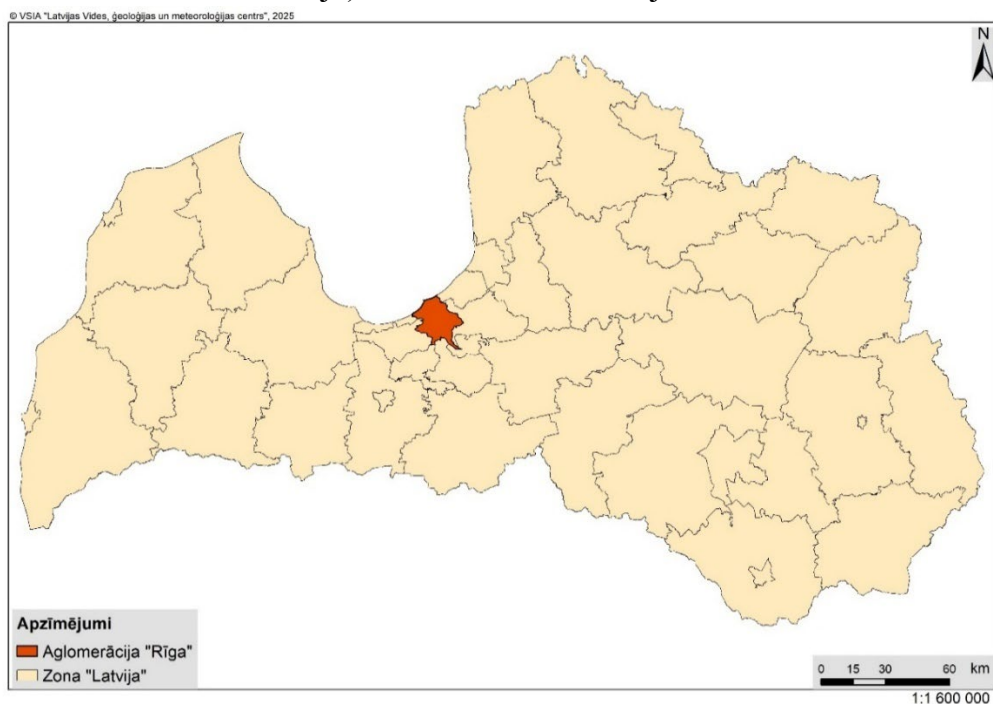 © VSIA "Latvijas Vides, ģeoloģijas un meteoroloģijas centrs", 2025
N
Apzīmējumi
Aglomerācija "Rīga"
Zona "Latvija"
0 15 30 60 km
1:1 600 000